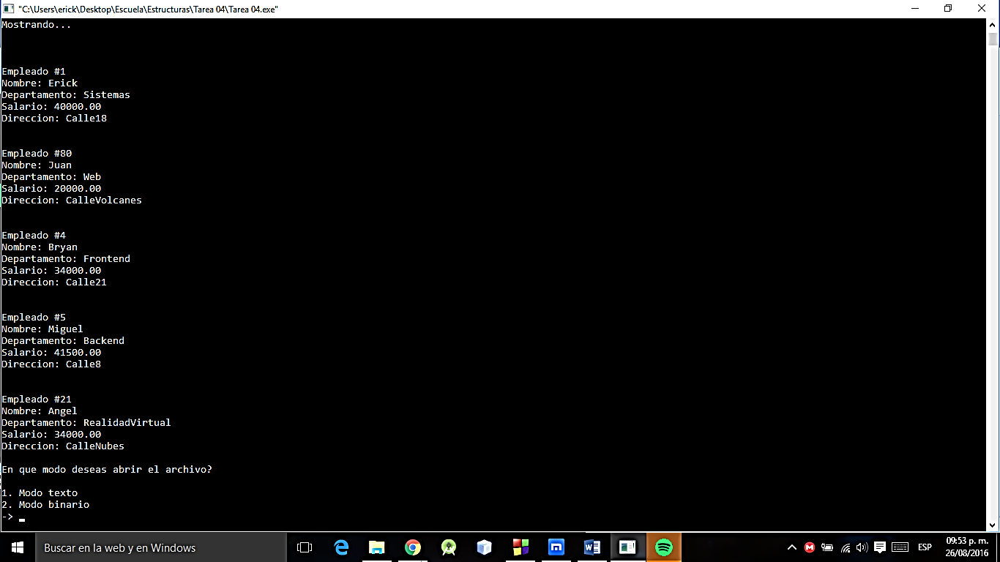 "C:\Users\erick\Desktop\Escuela\Estructuras\Tarea 04\Tarea 04.exe"
Mostrando...
Empleado #1
Nombre: Erick
Departamento: Sistemas
Salario: 40000.00
Direccion: Calle18
Empleado #80
Nombre: Juan
Departamento: Web
Salario: 20000.00
Direccion: CalleVolcanes
Empleado #4
Nombre: Bryan
Departamento: Frontend
Salario: 34000.00
Direccion: Calle21
Empleado #5
Nombre: Miguel
Departamento: Backend
Salario: 41500.00
Direccion: Calle8
Empleado #21
Nombre: Angel
Departamento: RealidadVirtual
Salario: 34000.00
Direccion: CalleNubes
En que modo deseas abrir el archivo?
1. Modo texto
2. Modo binario
-> _
Buscar en la web y en Windows
ESP
09:53 p. m.
26/08/2016